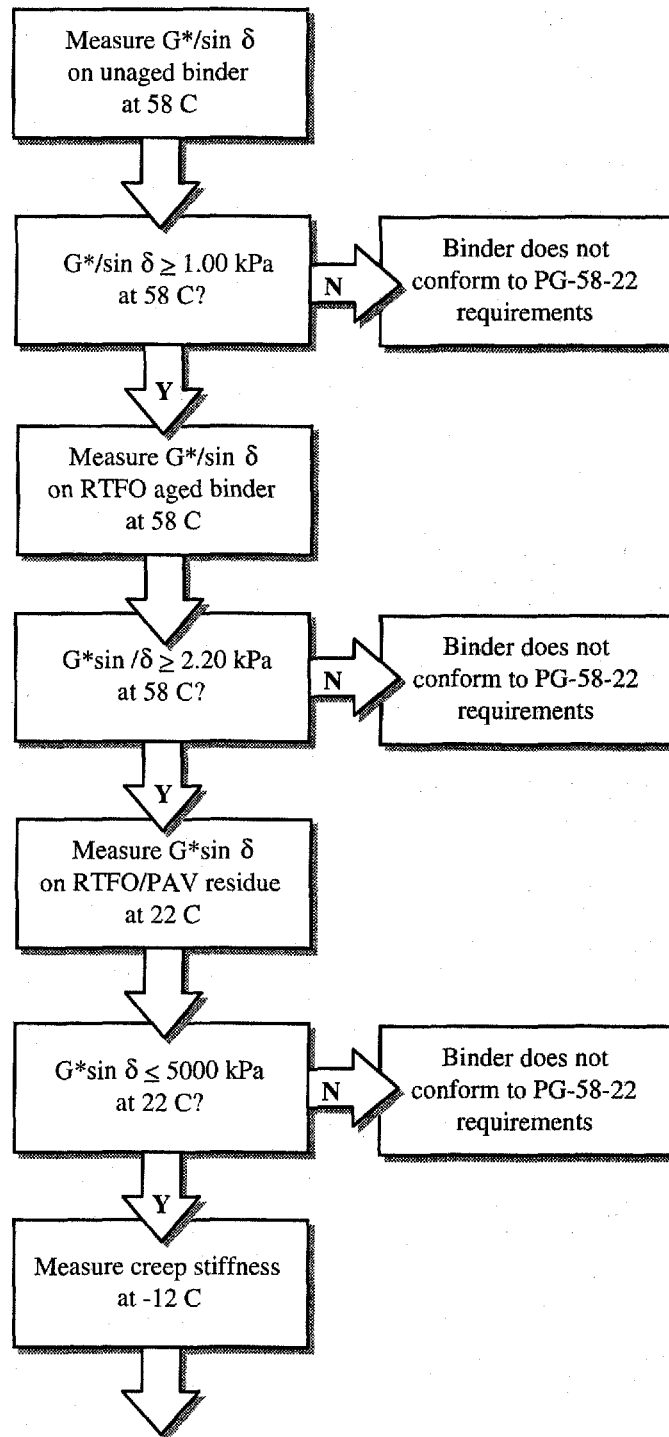 Measure G*/sin δ
on unaged binder
at 58 C
G*/sin δ ≥ 1.00 kPa
at 58 C?
N
Binder does not
conform to PG-58-22
requirements
Y
Measure G*/sin δ
on RTFO aged binder
at 58 C
G*sin /δ ≥ 2.20 kPa
at 58 C?
N
Binder does not
conform to PG-58-22
requirements
Y
Measure G*sin δ
on RTFO/PAV residue
at 22 C
G*sin δ ≤ 5000 kPa
at 22 C?
N
Binder does not
conform to PG-58-22
requirements
Y
Measure creep stiffness
at -12 C